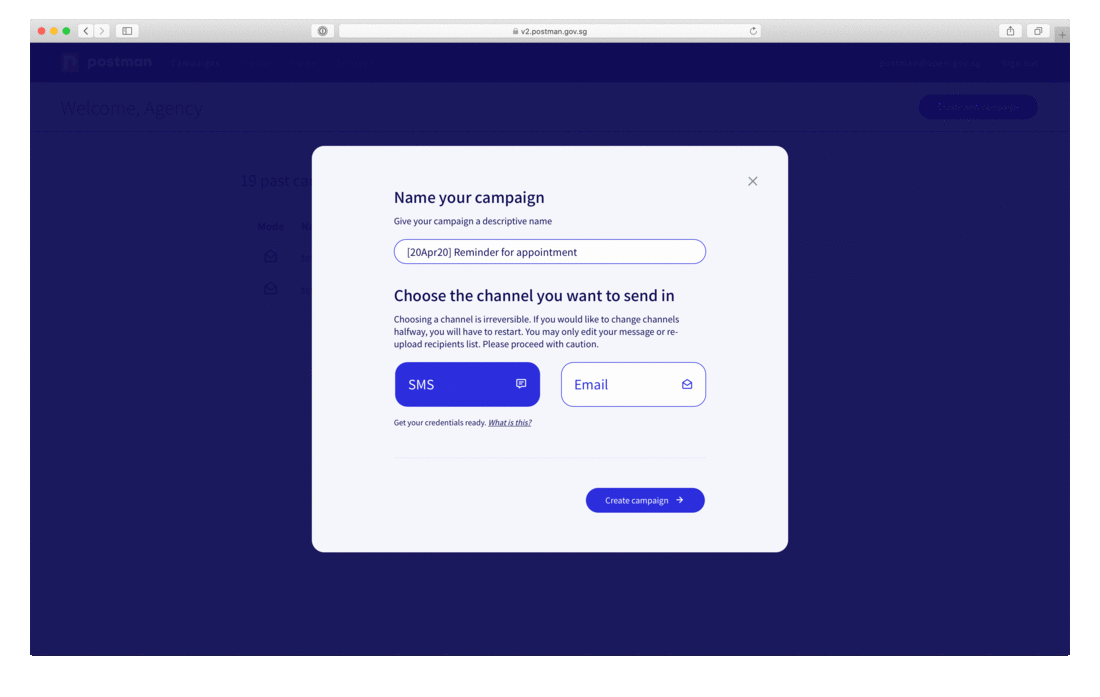 v2.postman.gov.sg
postman
Welcome, Agency
19 past ca
Mode
Name your campaign
Give your campaign a descriptive name
[20Apr20] Reminder for appointment
Choose the channel you want to send in
Choosing a channel is irreversible. If you would like to change channels
halfway, you will have to restart. You may only edit your message or re-
upload recipients list. Please proceed with caution.
SMS
Email
Get your credentials ready. What is this?
Create campaign